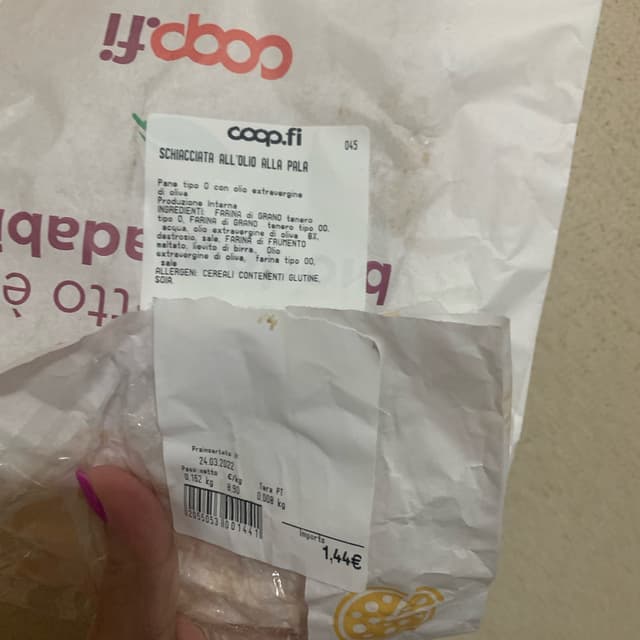 coop.fi
coop.fi
045
SCHIACCIATA ALL'OLIO ALLA PALA
Pane tipo 0 con olio extravergine
di oliva
Produzione Interna
INGREDIENTI: FARINA di GRANO tenero
tipo 0, FARINA di GRANO tenero tipo 00,
acqua, olio extravergine di oliva 8%,
destrosio, sale, FARINA di FRUMENTO
maltato, lievito di birra. Olio
extravergine di oliva, farina tipo 00,
sale
ALLERGENI: CEREALI CONTENENTI GLUTINE,
SOIA.
tto è
Preincartato il
24.03.2022
Peso netto €/kg Tara PT
0,162 kg 8,90 0,008 kg
Importo
1,44€